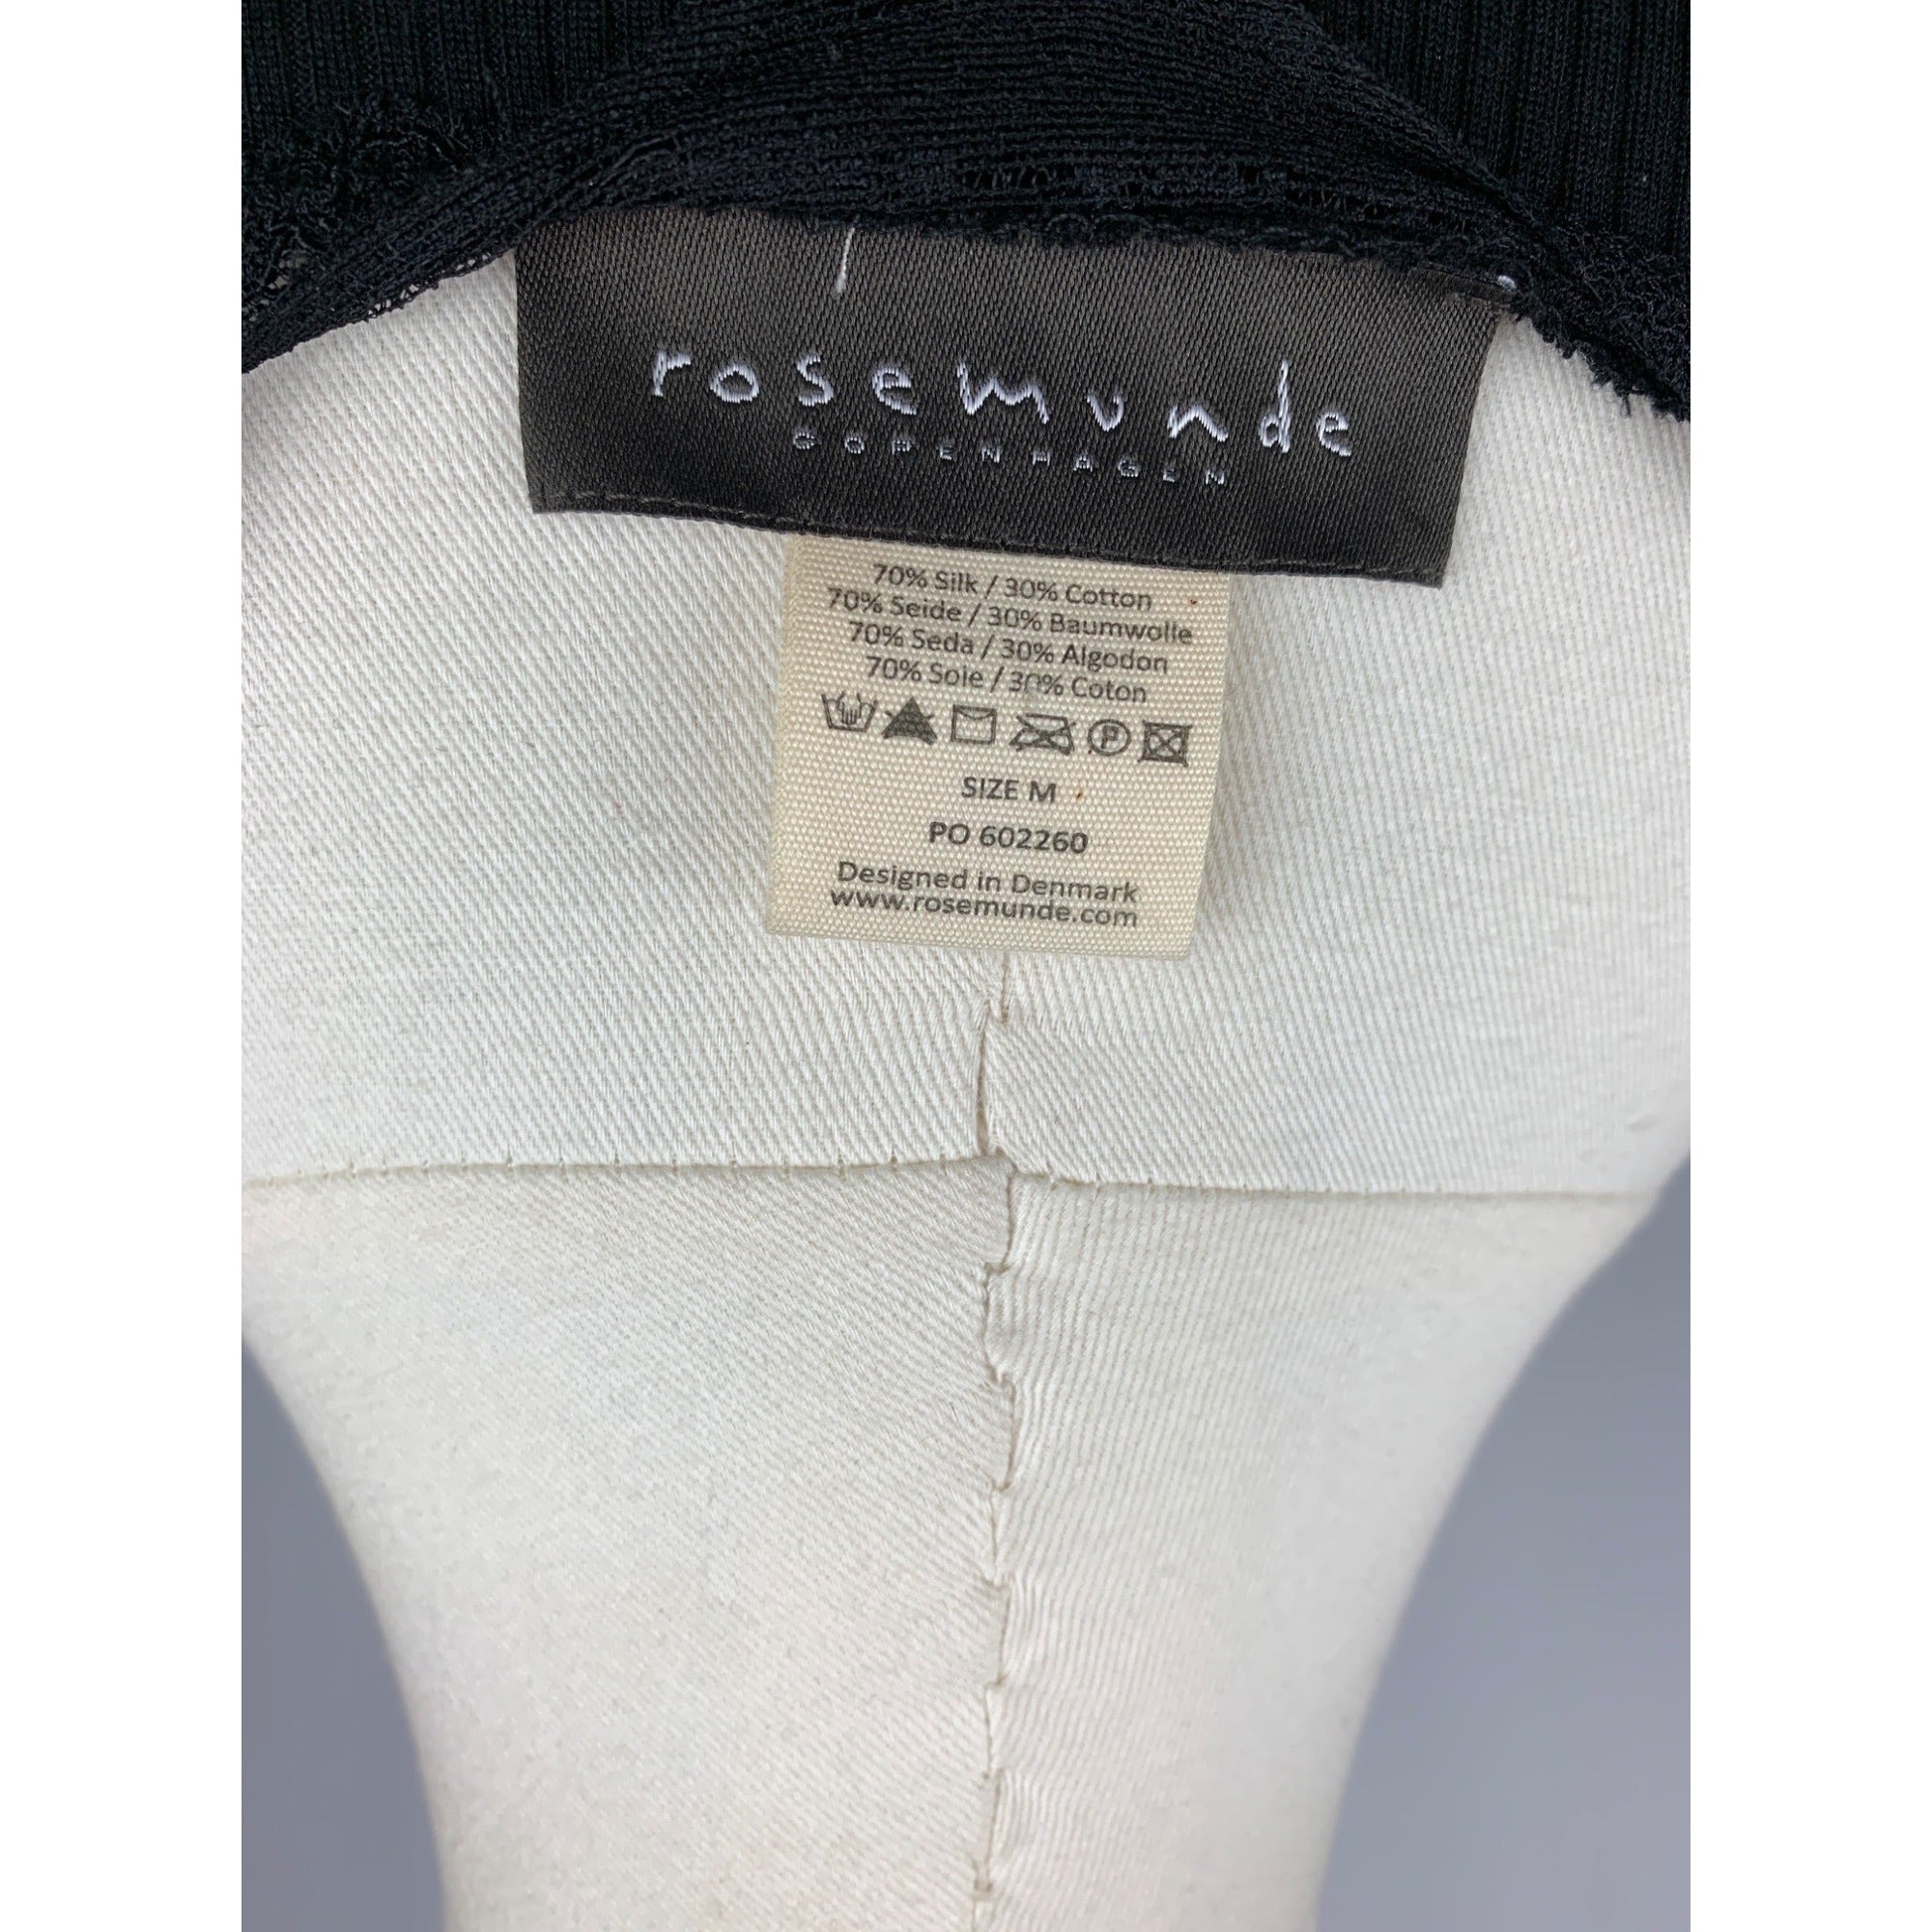 rosemunde
COPENHAGEN
70% Silk / 30% Cotton
70% Seide / 30% Baumwolle
70% Seda / 30% Algodon
70% Soie / 30% Coton
P
SIZE M
PO 602260
Designed in Denmark
www.rosemunde.com